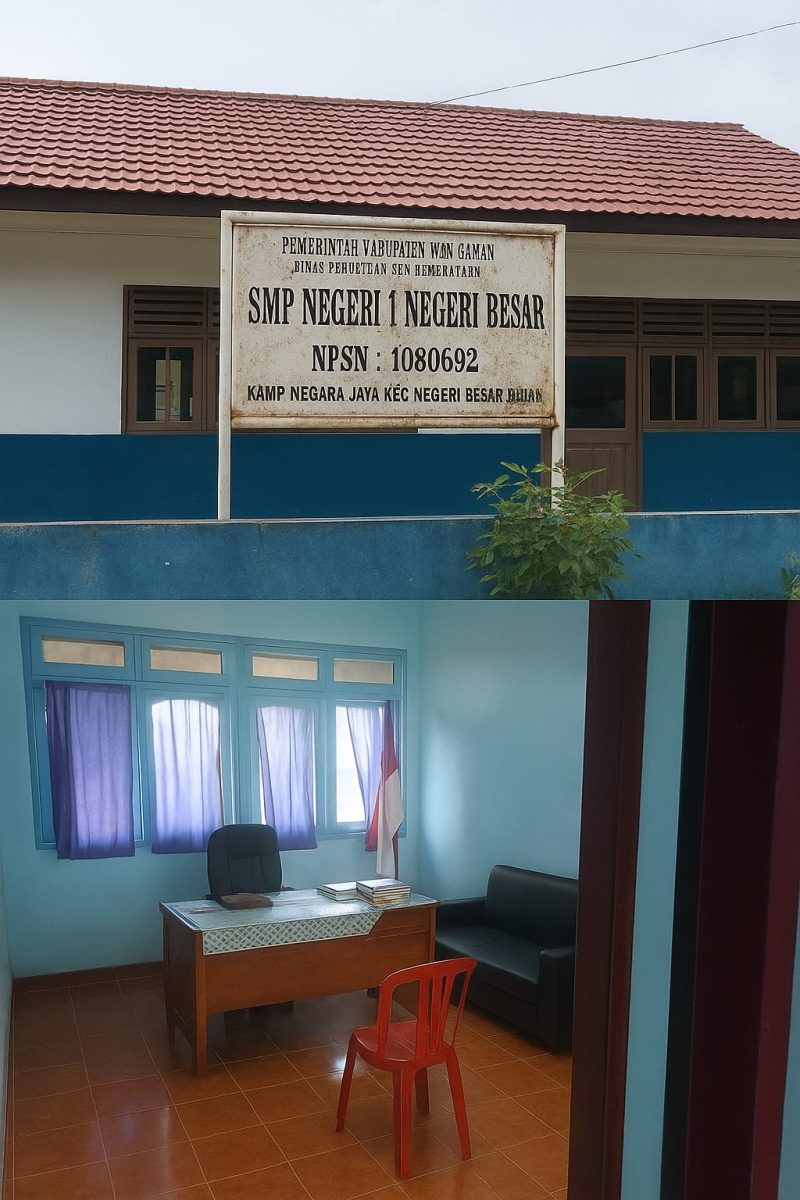 PEMERINTAH VABUPATEN WAN GAMAN
BINAS PEHUETBAN SEN HEMERATARN
SMP NEGERI 1 NEGERI BESAR
NPSN : 1080692
KAMP NEGARA JAYA KEC NEGERI BESAR